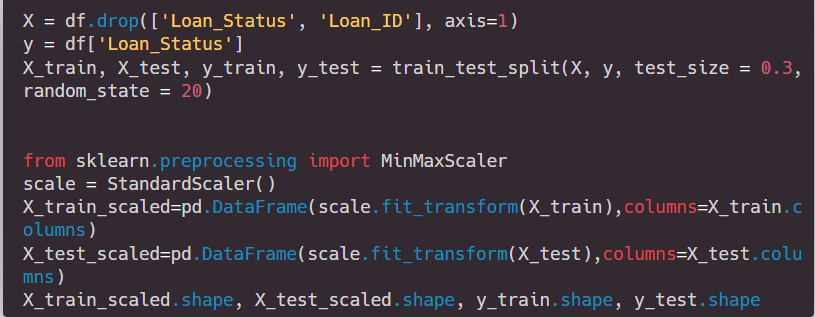 X = df.drop(['Loan_Status', 'Loan_ID'], axis=1)
y = df['Loan_Status']
X_train, X_test, y_train, y_test = train_test_split(X, y, test_size = 0.3,
random_state = 20)
from sklearn.preprocessing import MinMaxScaler
scale = StandardScaler()
X_train_scaled=pd.DataFrame(scale.fit_transform(X_train),columns=X_train.c
olumns)
X_test_scaled=pd.DataFrame(scale.fit_transform(X_test),columns=X_test.colu
mns)
X_train_scaled.shape, X_test_scaled.shape, y_train.shape, y_test.shape